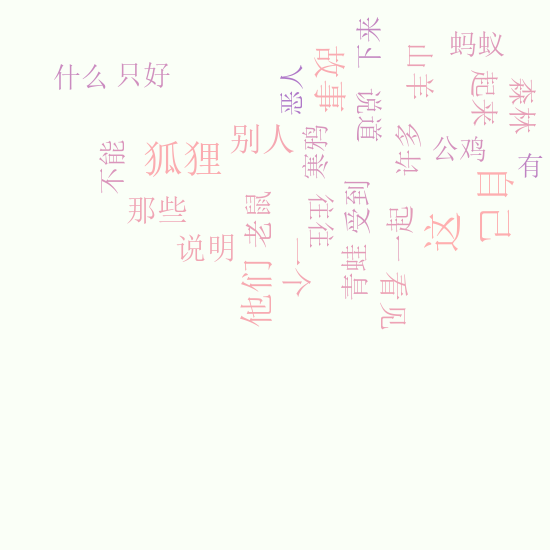 什么
只好
恶人
故事
下来
说道
山羊
蚂蚁
起来
森林
不能
狐狸
别人
寒鸦
许多
公鸡
有
那些
说明
老鼠
往往
受到
一起
这
自己
他们
一个
青蛙
看见